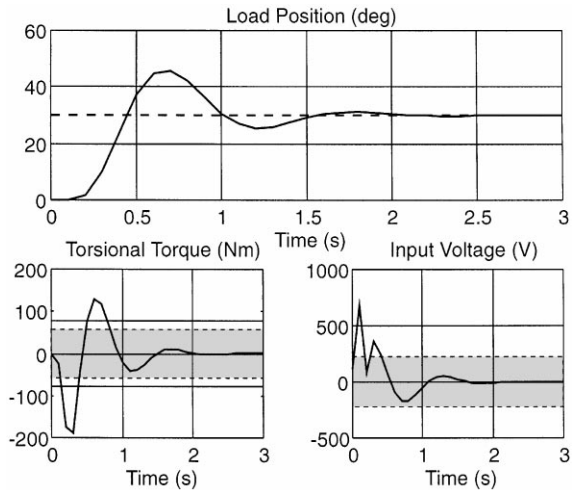 Load Position (deg)
60
40
20
0
0 0.5 1 1.5 2 2.5 3
Time (s)
Torsional Torque (Nm)
200
100
0
-100
-200
0 1 2 3
Time (s)
Input Voltage (V)
1000
500
0
-500
0 1 2 3
Time (s)